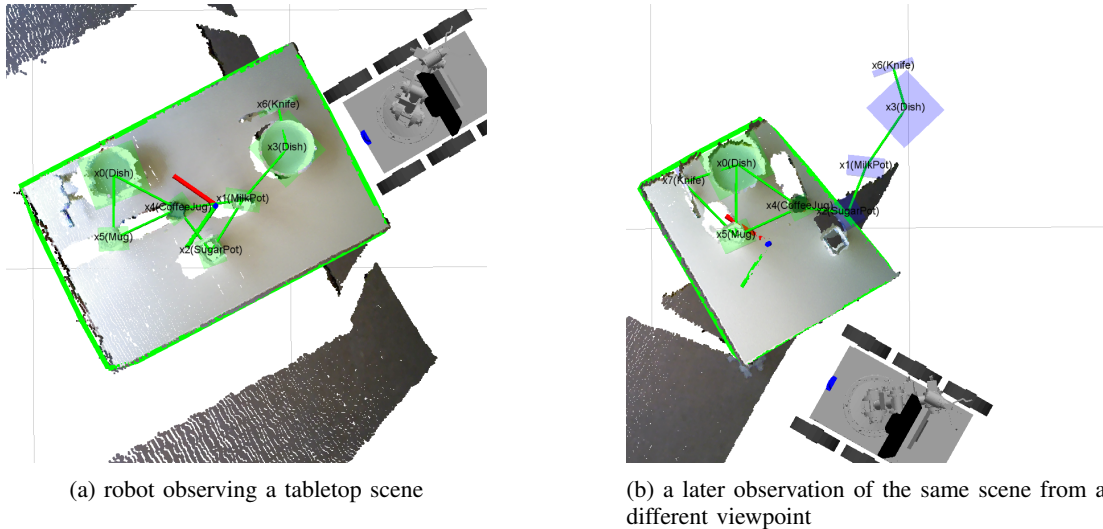 x6(Knife)
x3(Dish)
x0(Dish)
x1(MilkPot)
x4(CoffeeJug)
x5(Mug)
x2(SugarPot)
(a) robot observing a tabletop scene
x6(Knife)
x3(Dish)
x0(Dish)
x1(MilkPot)
x7(Knife)
x4(CoffeeJug)
x2(SugarPot)
x5(Mug)
(b) a later observation of the same scene from a
different viewpoint